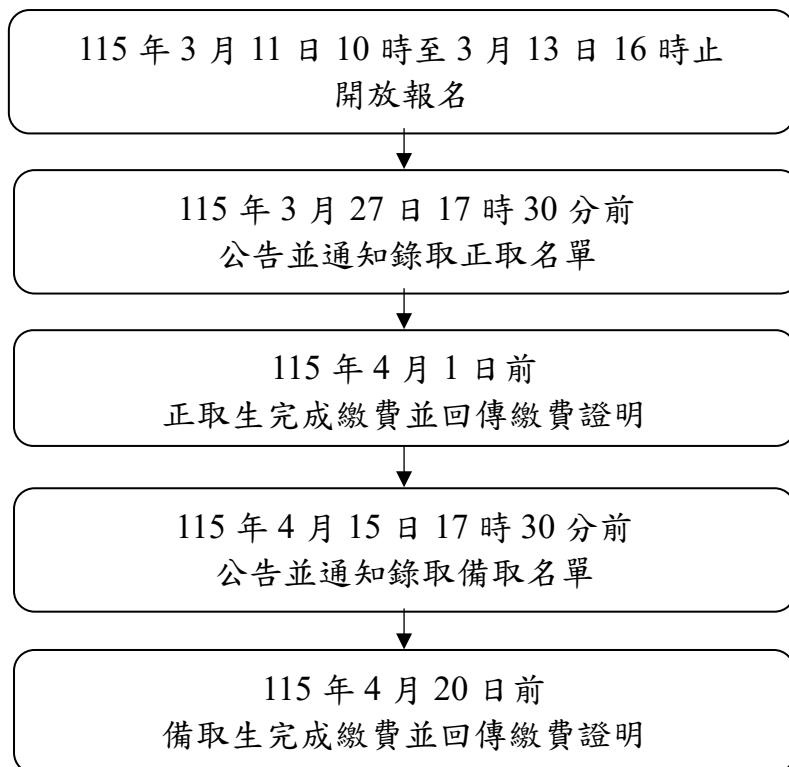 115 年 3 月 11 日 10 時至 3 月 13 日 16 時止
開放報名
115 年 3 月 27 日 17 時 30 分前
公告並通知錄取正取名單
115 年 4 月 1 日前
正取生完成繳費並回傳繳費證明
115 年 4 月 15 日 17 時 30 分前
公告並通知錄取備取名單
115 年 4 月 20 日前
備取生完成繳費並回傳繳費證明